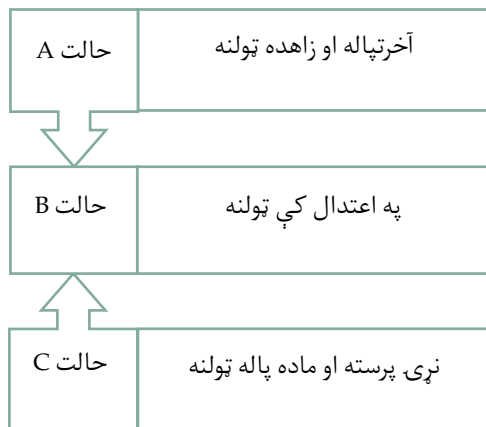 حالت A
آخرتپاله او زاهده ټولنه
حالت B
په اعتدال کې ټولنه
حالت C
نړۍ پرسته او ماده پاله ټولنه